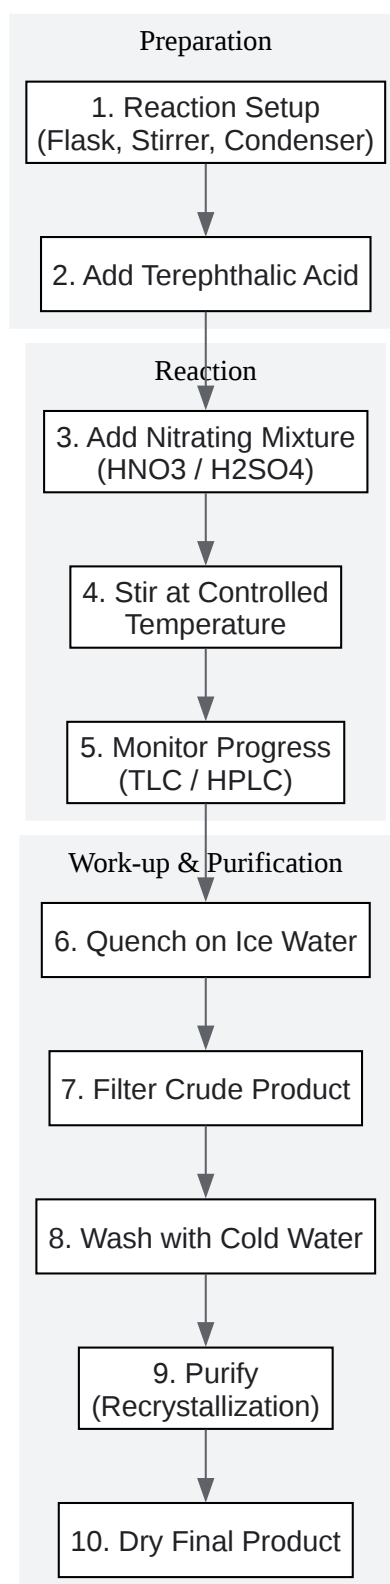 Preparation
1. Reaction Setup
(Flask, Stirrer, Condenser)
2. Add Terephthalic Acid
Reaction
3. Add Nitrating Mixture
(HNO3 / H2SO4)
4. Stir at Controlled
Temperature
5. Monitor Progress
(TLC / HPLC)
Work-up & Purification
6. Quench on Ice Water
7. Filter Crude Product
8. Wash with Cold Water
9. Purify
(Recrystallization)
10. Dry Final Product